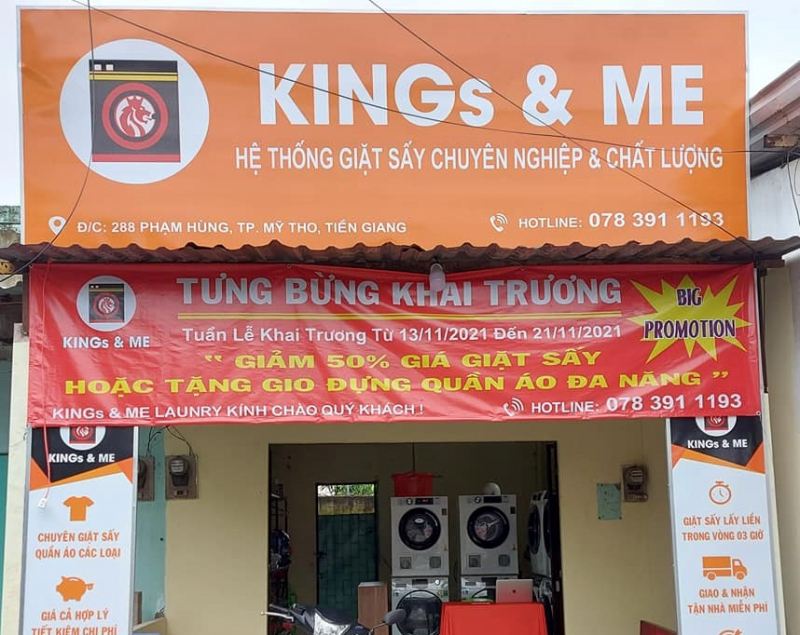 KINGs & ME
HỆ THỐNG GIẶT SẤY CHUYÊN NGHIỆP & CHẤT LƯỢNG
Đ/C: 288 PHẠM HÙNG, TP. MỸ THO, TIỀN GIANG
HOTLINE: 078 391 1193
KINGs & ME
TƯNG BỪNG KHAI TRƯƠNG
Tuần Lễ Khai Trương Từ 13/11/2021 Đến 21/11/2021
BIG
PROMOTION
“ GIẢM 50% GIÁ GIẶT SẤY
HOẶC TẶNG GIO ĐỰNG QUẦN ÁO ĐA NĂNG ”
KINGs & ME LAUNRY KÍNH CHÀO QUÝ KHÁCH !
HOTLINE: 078 391 1193
KINGs & ME
CHUYÊN GIẶT SẤY
QUẦN ÁO CÁC LOẠI
GIÁ CẢ HỢP LÝ
TIẾT KIỆM CHI PHÍ
KINGs & ME
GIẶT SẤY LẤY LIỀN
TRONG VÒNG 03 GIỜ
GIAO & NHẬN
TẬN NHÀ MIỄN PHÍ